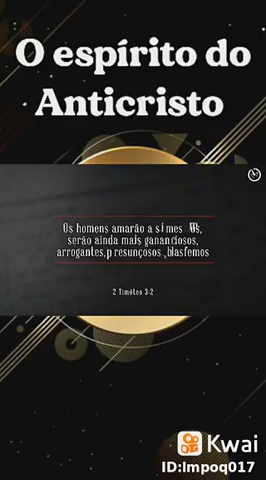 O espírito do
Anticristo
Os homens amarão a si mes
serão ainda mais gananciosos,
arrogantes,p resunçosos ,blasfemos
2 Timóteo 3:2
Kwai
ID:lmpoq017